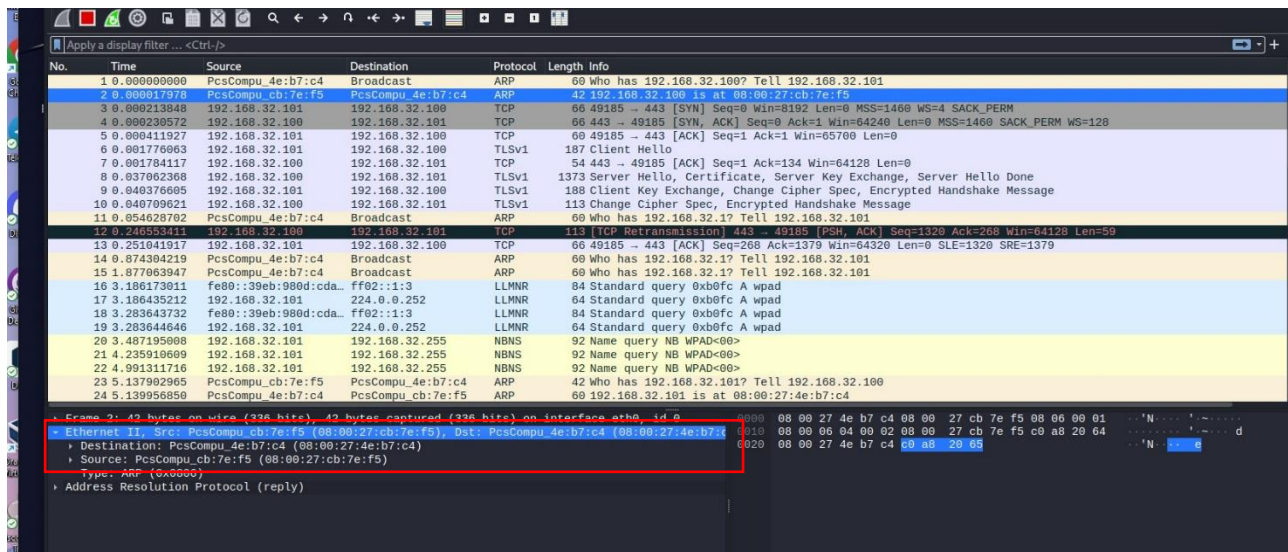 Apply a display filter ... <Ctrl-/>
No. Time Source Destination Protocol Length Info
1 0.000000000 PcsCompu_4e:b7:c4 Broadcast ARP 60 Who has 192.168.32.100? Tell 192.168.32.101
2 0.000017978 PcsCompu_cb:7e:f5 PcsCompu_4e:b7:c4 ARP 42 192.168.32.100 is at 08:00:27:cb:7e:f5
3 0.000213848 192.168.32.101 192.168.32.100 TCP 66 49185 → 443 [SYN] Seq=0 Win=8192 Len=0 MSS=1460 WS=4 SACK_PERM
4 0.000230572 192.168.32.100 192.168.32.101 TCP 66 443 → 49185 [SYN, ACK] Seq=0 Ack=1 Win=64240 Len=0 MSS=1460 SACK_PERM WS=128
5 0.000411927 192.168.32.101 192.168.32.100 TCP 60 49185 → 443 [ACK] Seq=1 Ack=1 Win=65700 Len=0
6 0.001776063 192.168.32.101 192.168.32.100 TLSv1 187 Client Hello
7 0.001784117 192.168.32.100 192.168.32.101 TCP 54 443 → 49185 [ACK] Seq=1 Ack=134 Win=64128 Len=0
8 0.037062368 192.168.32.100 192.168.32.101 TLSv1 1373 Server Hello, Certificate, Server Key Exchange, Server Hello Done
9 0.040376605 192.168.32.101 192.168.32.100 TLSv1 188 Client Key Exchange, Change Cipher Spec, Encrypted Handshake Message
10 0.040709621 192.168.32.100 192.168.32.101 TLSv1 113 Change Cipher Spec, Encrypted Handshake Message
11 0.054628702 PcsCompu_4e:b7:c4 Broadcast ARP 60 Who has 192.168.32.1? Tell 192.168.32.101
12 0.246553411 192.168.32.100 192.168.32.101 TCP 113 [TCP Retransmission] 443 → 49185 [PSH, ACK] Seq=1320 Ack=268 Win=64128 Len=59
13 0.251041917 192.168.32.101 192.168.32.100 TCP 66 49185 → 443 [ACK] Seq=268 Ack=1379 Win=64320 Len=0 SLE=1320 SRE=1379
14 0.874304219 PcsCompu_4e:b7:c4 Broadcast ARP 60 Who has 192.168.32.1? Tell 192.168.32.101
15 1.877063947 PcsCompu_4e:b7:c4 Broadcast ARP 60 Who has 192.168.32.1? Tell 192.168.32.101
16 3.186173011 fe80::39eb:980d:cda… ff02::1:3 LLMNR 84 Standard query 0xb0fc A wpad
17 3.186435212 192.168.32.101 224.0.0.252 LLMNR 64 Standard query 0xb0fc A wpad
18 3.283643732 fe80::39eb:980d:cda… ff02::1:3 LLMNR 84 Standard query 0xb0fc A wpad
19 3.283644646 192.168.32.101 224.0.0.252 LLMNR 64 Standard query 0xb0fc A wpad
20 3.487195008 192.168.32.101 192.168.32.255 NBNS 92 Name query NB WPAD<00>
21 4.235910609 192.168.32.101 192.168.32.255 NBNS 92 Name query NB WPAD<00>
22 4.991311716 192.168.32.101 192.168.32.255 NBNS 92 Name query NB WPAD<00>
23 5.137902965 PcsCompu_cb:7e:f5 PcsCompu_4e:b7:c4 ARP 42 Who has 192.168.32.101? Tell 192.168.32.100
24 5.139956850 PcsCompu_4e:b7:c4 PcsCompu_cb:7e:f5 ARP 60 192.168.32.101 is at 08:00:27:4e:b7:c4
Frame 2: 42 bytes on wire (336 bits), 42 bytes captured (336 bits) on interface eth0, id 0
Ethernet II, Src: PcsCompu_cb:7e:f5 (08:00:27:cb:7e:f5), Dst: PcsCompu_4e:b7:c4 (08:00:27:4e:b7:c
Destination: PcsCompu_4e:b7:c4 (08:00:27:4e:b7:c4)
Source: PcsCompu_cb:7e:f5 (08:00:27:cb:7e:f5)
Type: ARP (0x0806)
Address Resolution Protocol (reply)
0000 08 00 27 4e b7 c4 08 00 27 cb 7e f5 08 06 00 01 ··'N···· '·~·····
0010 08 00 06 04 00 02 08 00 27 cb 7e f5 c0 a8 20 64 ········ '·~··· d
0020 08 00 27 4e b7 c4 c0 a8 20 65 ··'N···· e